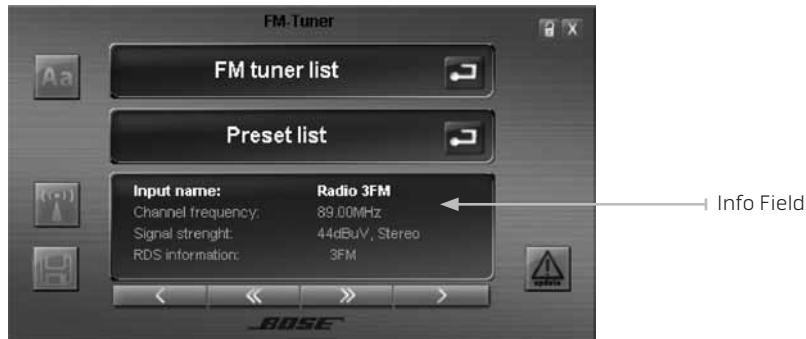 FM-Tuner
X
Aa
FM tuner list
Preset list
Input name: Radio 3FM
Channel frequency: 89.00MHz
Signal strenght: 44dBuV, Stereo
RDS information: 3FM
Info Field
update
< « » >
BOSE